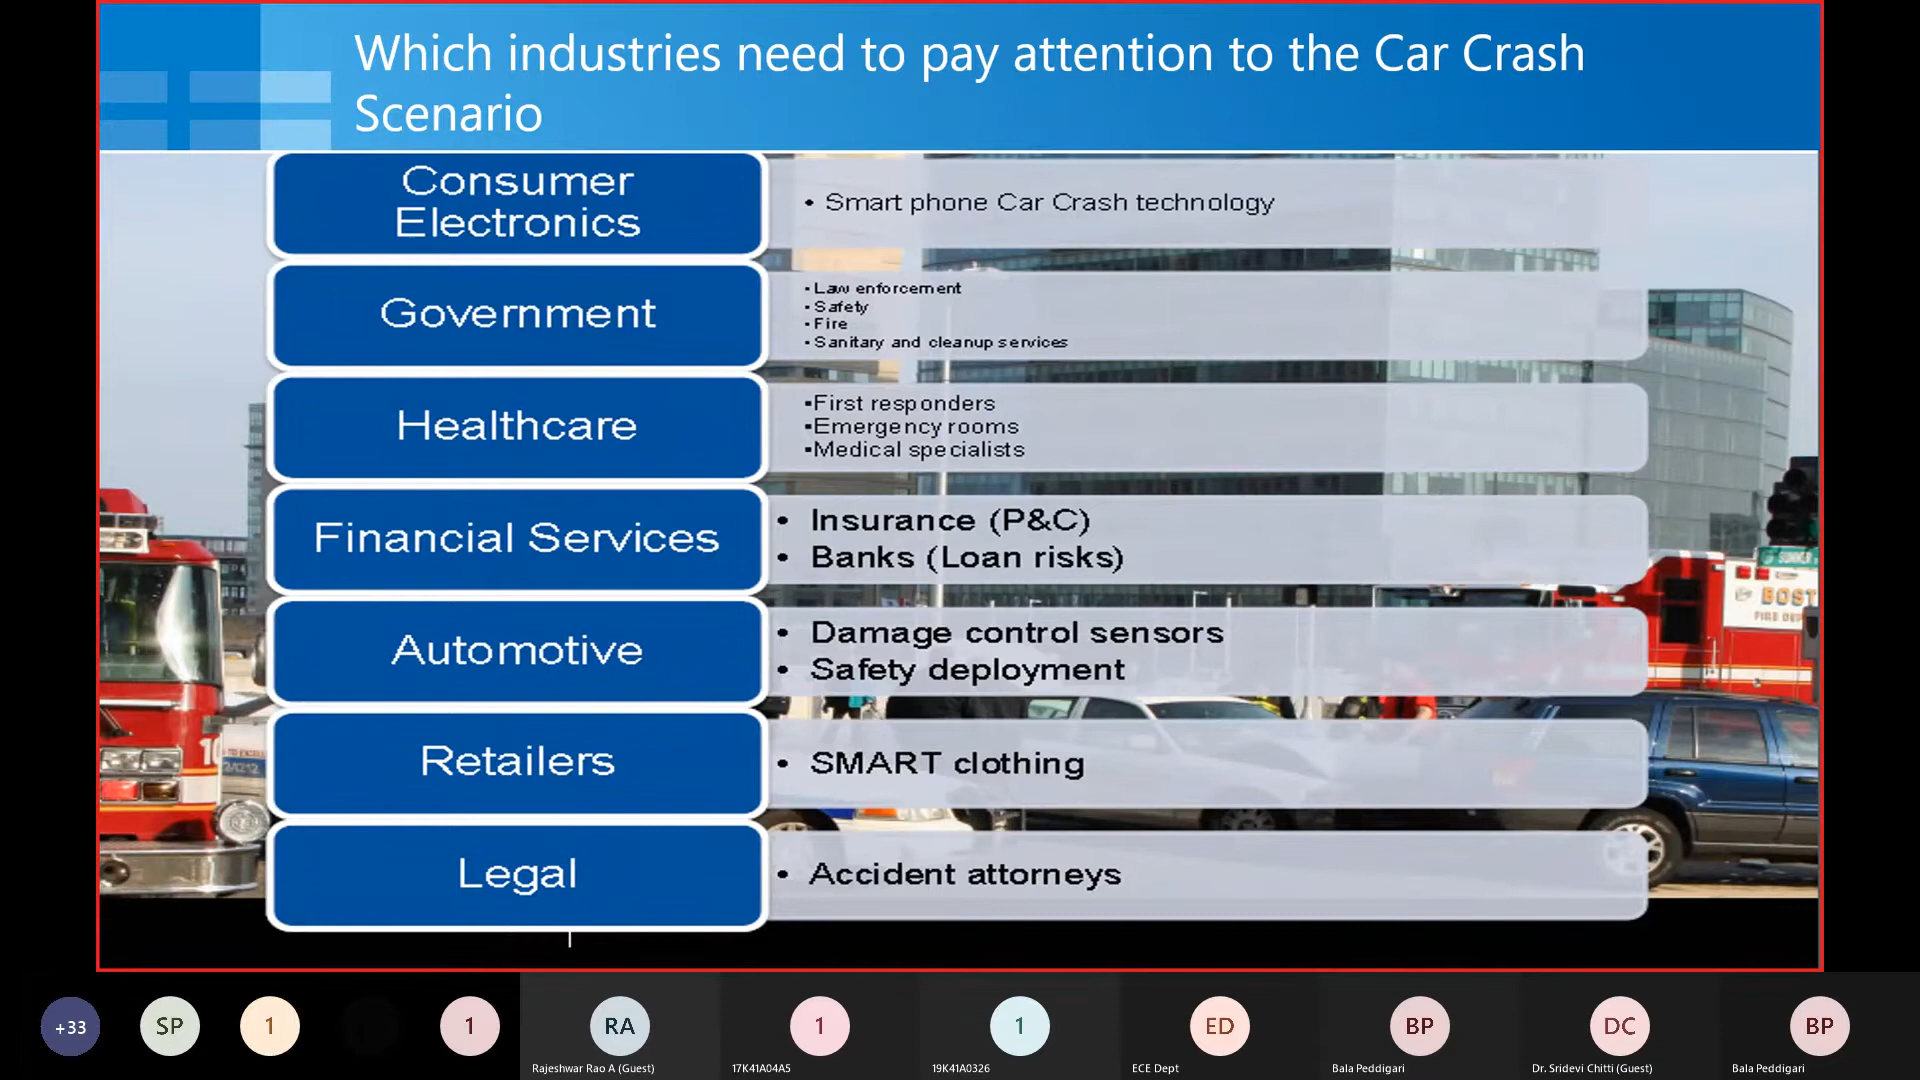 Which industries need to pay attention to the Car Crash
Scenario
Consumer
Electronics
• Smart phone Car Crash technology
Government
• Law enforcement
• Safety
• Fire
• Sanitary and cleanup services
Healthcare
▪First responders
▪Emergency rooms
▪Medical specialists
Financial Services
• Insurance (P&C)
• Banks (Loan risks)
Automotive
• Damage control sensors
• Safety deployment
Retailers
• SMART clothing
Legal
• Accident attorneys
+33
SP
1
1
RA
1
1
ED
BP
DC
BP
Rajeshwar Rao A (Guest)
17K41A04A5
19K41A0326
ECE Dept
Bala Peddigari
Dr. Sridevi Chitti (Guest)
Bala Peddigari